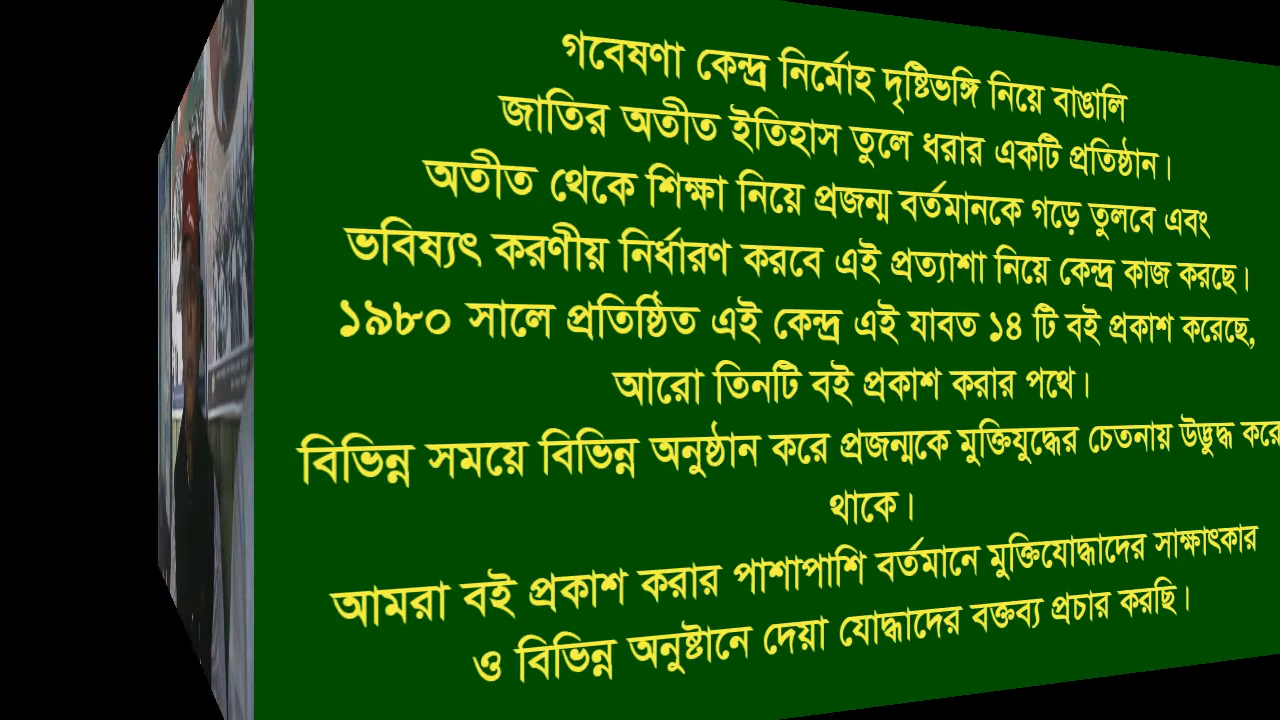 গবেষণা কেন্দ্র নির্মোহ দৃষ্টিভঙ্গি নিয়ে বাঙালি
জাতির অতীত ইতিহাস তুলে ধরার একটি প্রতিষ্ঠান।
অতীত থেকে শিক্ষা নিয়ে প্রজন্ম বর্তমানকে গড়ে তুলবে এবং
ভবিষ্যৎ করণীয় নির্ধারণ করবে এই প্রত্যাশা নিয়ে কেন্দ্র কাজ করছে।
১৯৮০ সালে প্রতিষ্ঠিত এই কেন্দ্র এই যাবত ১৪ টি বই প্রকাশ করেছে,
আরো তিনটি বই প্রকাশ করার পথে।
বিভিন্ন সময়ে বিভিন্ন অনুষ্ঠান করে প্রজন্মকে মুক্তিযুদ্ধের চেতনায় উদ্ভুদ্ধ করে
থাকে।
আমরা বই প্রকাশ করার পাশাপাশি বর্তমানে মুক্তিযোদ্ধাদের সাক্ষাৎকার
ও বিভিন্ন অনুষ্টানে দেয়া যোদ্ধাদের বক্তব্য প্রচার করছি।